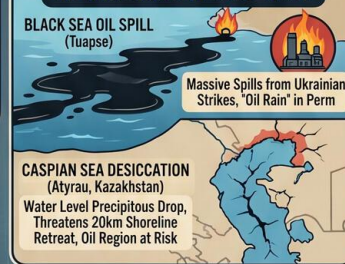 BLACK SEA OIL SPILL
(Tuapse)
Massive Spills from Ukrainian
Strikes, "Oil Rain" in Perm
CASPIAN SEA DESICCATION
(Atyrau, Kazakhstan)
Water Level Precipitous Drop,
Threatens 20km Shoreline
Retreat, Oil Region at Risk